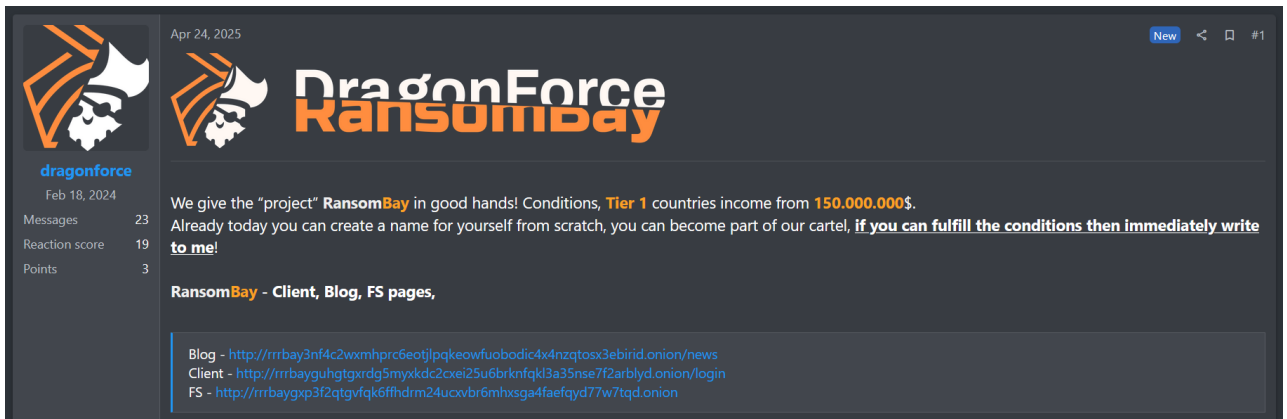 Apr 24, 2025
New
#1
DragonForce
RansomBay
dragonforce
Feb 18, 2024
Messages 23
Reaction score 19
Points 3
We give the “project” RansomBay in good hands! Conditions, Tier 1 countries income from 150.000.000$.
Already today you can create a name for yourself from scratch, you can become part of our cartel, if you can fulfill the conditions then immediately write
to me!
RansomBay - Client, Blog, FS pages,
Blog - http://rrrbay3nf4c2wxmhprc6eotjlpqkeowfuobodic4x4nzqtosx3ebirid.onion/news
Client - http://rrrbayguhgtgxrdg5myxkdc2cxei25u6brknfqkl3a35nse7f2arblyd.onion/login
FS - http://rrrbaygxp3f2qtgvfqk6ffhdrm24ucxvbr6mhxsga4faefqyd77w7tqd.onion